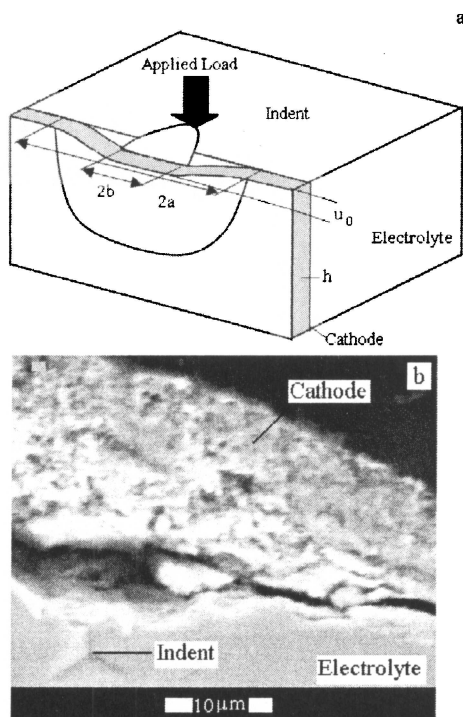 a
Applied Load
Indent
2b
2a
u0
Electrolyte
h
Cathode
b
Cathode
Indent
Electrolyte
10μm